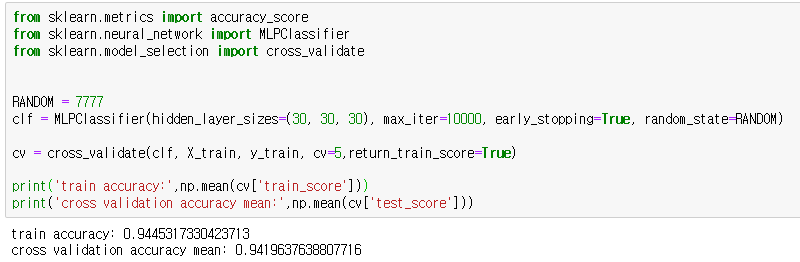 from sklearn.metrics import accuracy_score
from sklearn.neural_network import MLPClassifier
from sklearn.model_selection import cross_validate
RANDOM = 7777
clf = MLPClassifier(hidden_layer_sizes=(30, 30, 30), max_iter=10000, early_stopping=True, random_state=RANDOM)
cv = cross_validate(clf, X_train, y_train, cv=5,return_train_score=True)
print('train accuracy:',np.mean(cv['train_score']))
print('cross validation accuracy mean:',np.mean(cv['test_score']))
train accuracy: 0.9445317330423713
cross validation accuracy mean: 0.9419637638807716